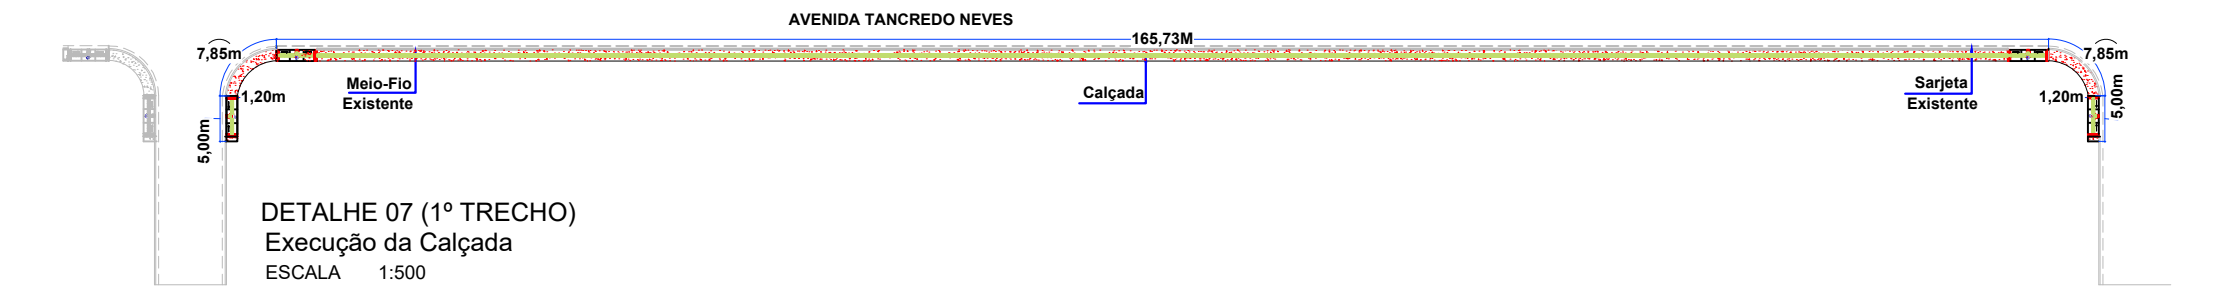 AVENIDA TANCREDO NEVES
165,73M
7,85m
7,85m
Meio-Fio
Existente
Calçada
Sarjeta
Existente
1,20m
1,20m
5,00m
5,00m
DETALHE 07 (1º TRECHO)
Execução da Calçada
ESCALA 1:500